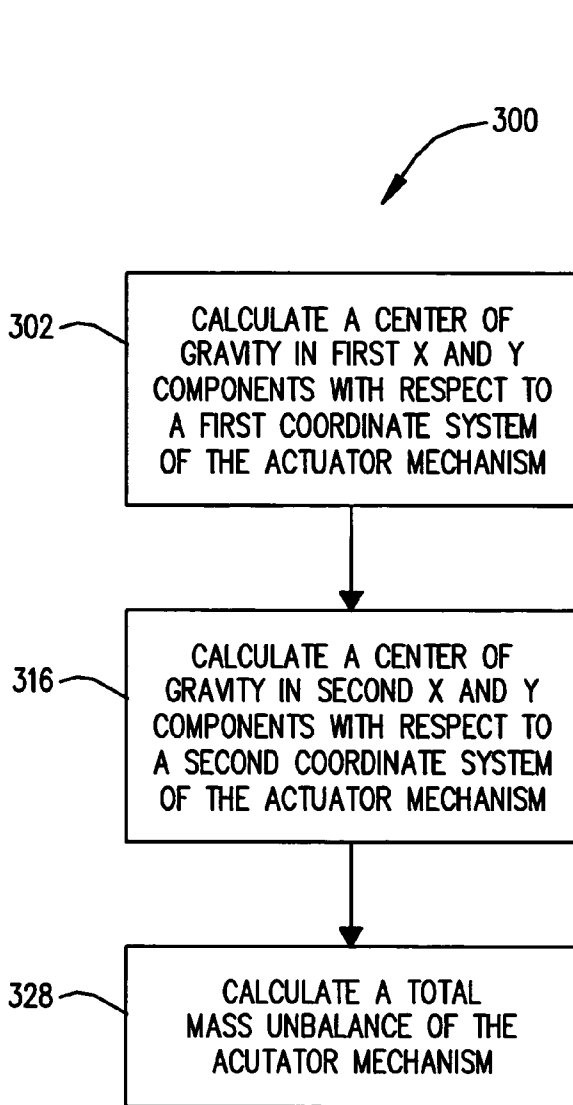 300
302
CALCULATE A CENTER OF
GRAVITY IN FIRST X AND Y
COMPONENTS WITH RESPECT TO
A FIRST COORDINATE SYSTEM
OF THE ACTUATOR MECHANISM
316
CALCULATE A CENTER OF
GRAVITY IN SECOND X AND Y
COMPONENTS WITH RESPECT TO
A SECOND COORDINATE SYSTEM
OF THE ACTUATOR MECHANISM
328
CALCULATE A TOTAL
MASS UNBALANCE OF THE
ACUTATOR MECHANISM